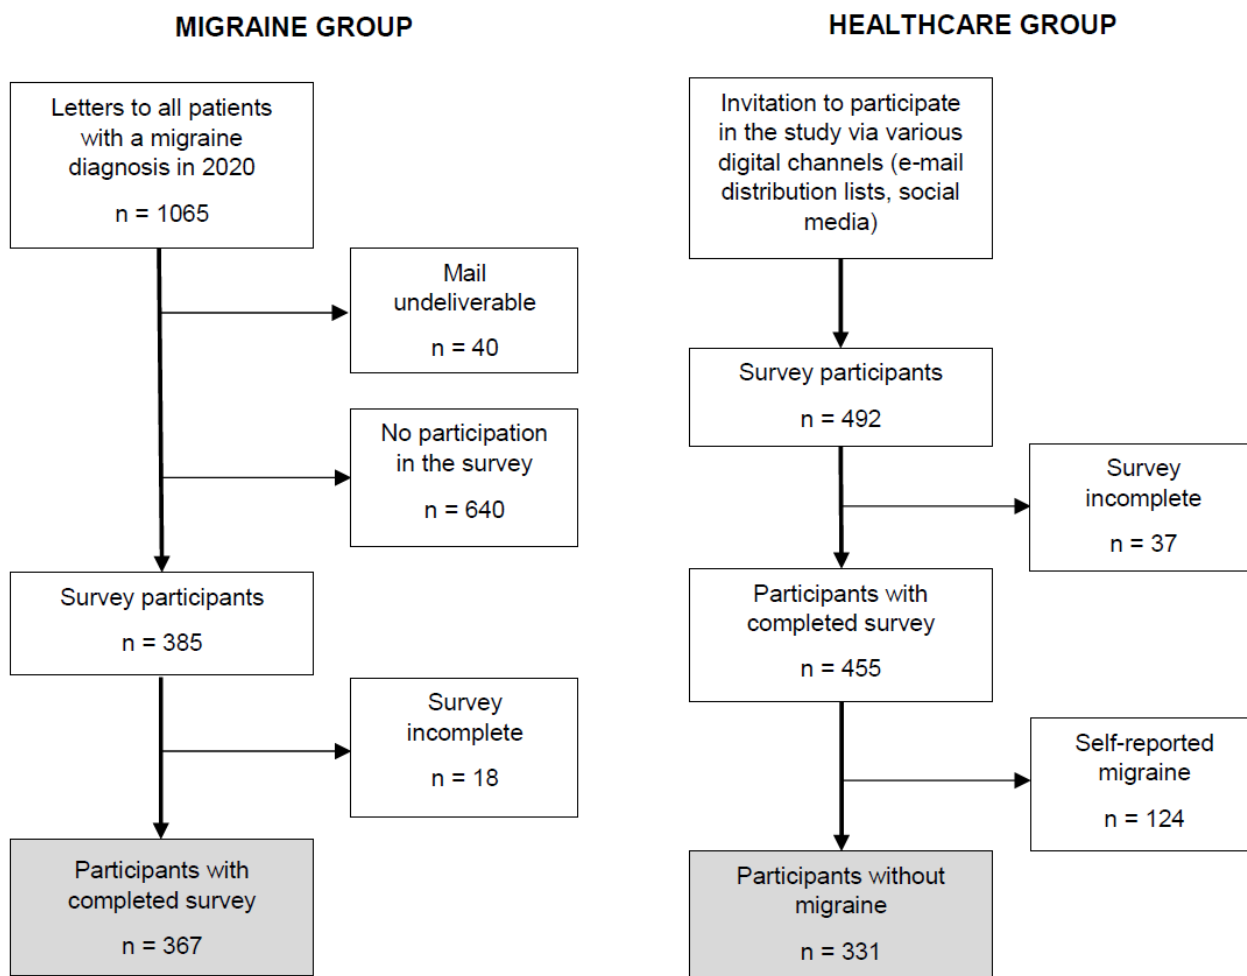 MIGRAINE GROUP
Letters to all patients
with a migraine
diagnosis in 2020
n = 1065
Mail
undeliverable
n = 40
No participation
in the survey
n = 640
Survey participants
n = 385
Survey
incomplete
n = 18
Participants with
completed survey
n = 367
HEALTHCARE GROUP
Invitation to participate
in the study via various
digital channels (e-mail
distribution lists, social
media)
Survey participants
n = 492
Survey
incomplete
n = 37
Participants with
completed survey
n = 455
Self-reported
migraine
n = 124
Participants without
migraine
n = 331